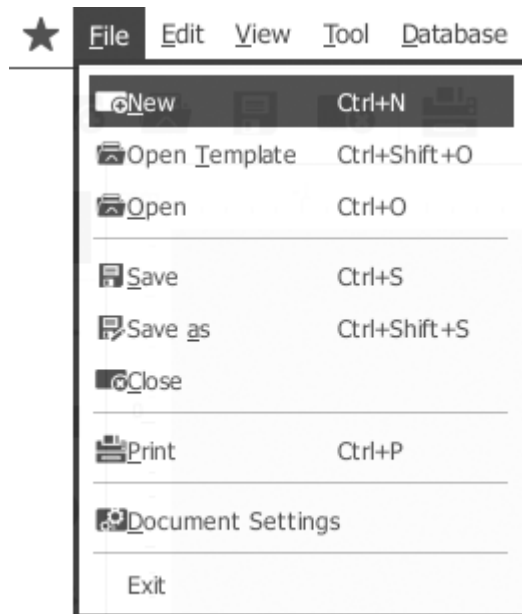 File Edit View Tool Database
New Ctrl+N
Open Template Ctrl+Shift+O
Open Ctrl+O
Save Ctrl+S
Save as Ctrl+Shift+S
Close
Print Ctrl+P
Document Settings
Exit